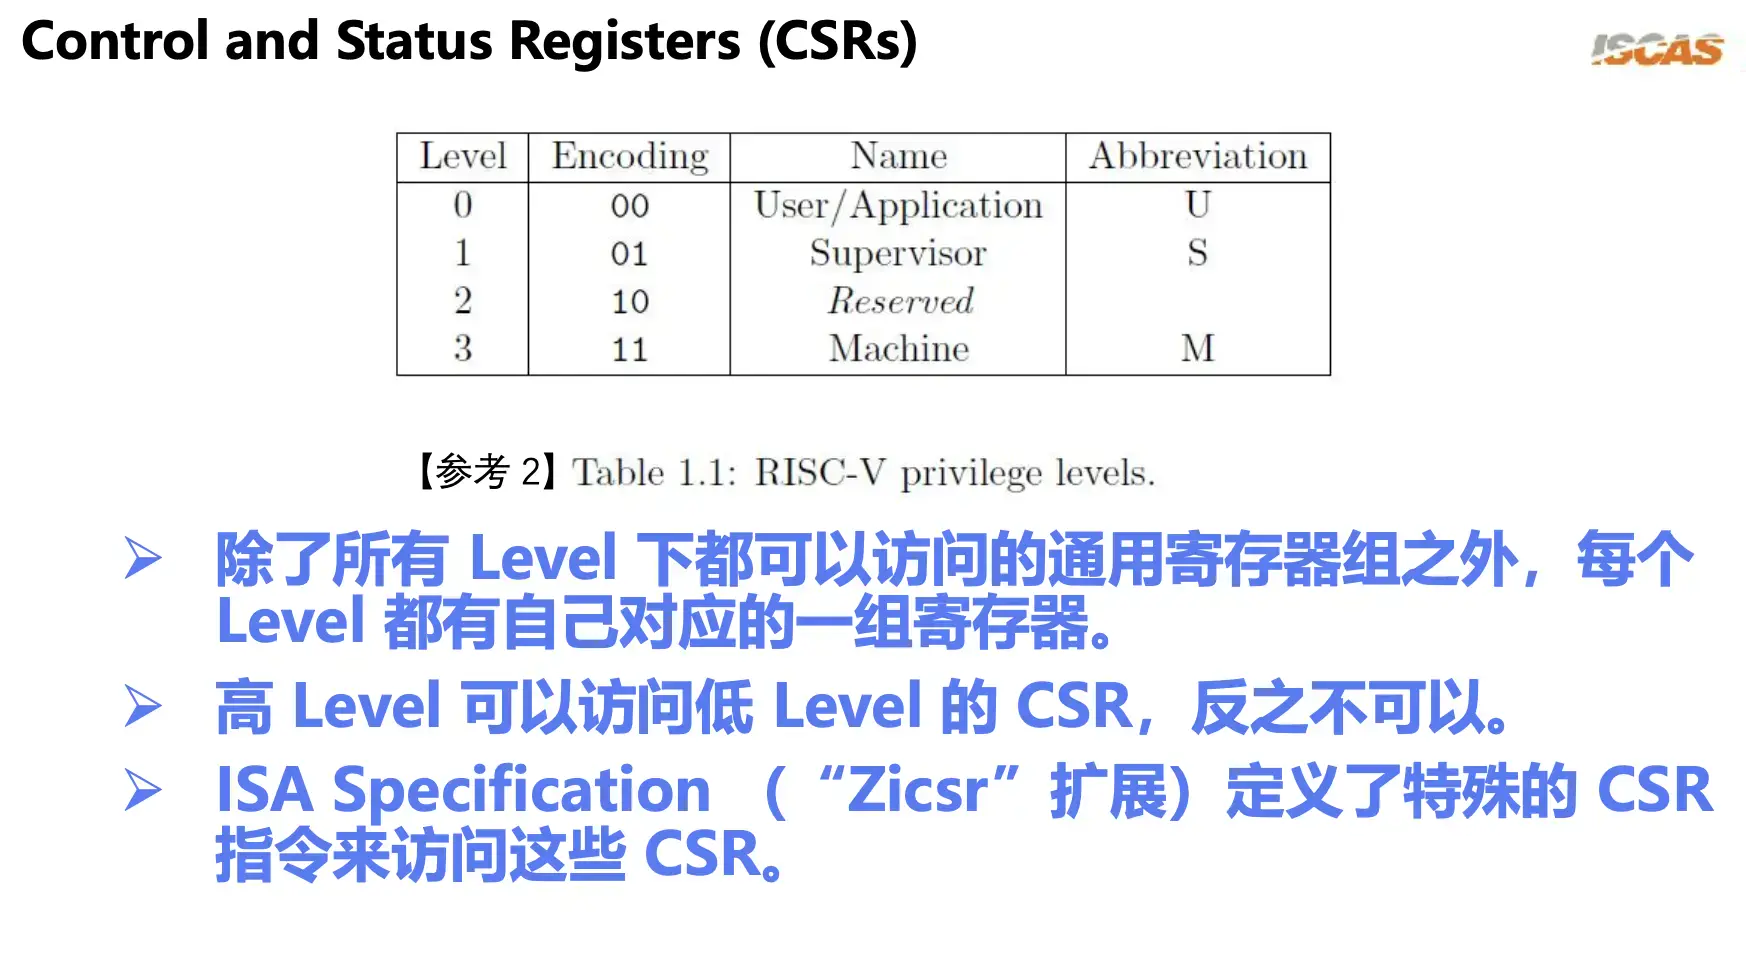 Control and Status Registers (CSRs)
ISCAS
Level Encoding Name Abbreviation
0 00 User/Application U
1 01 Supervisor S
2 10 Reserved
3 11 Machine M
【参考 2】Table 1.1: RISC-V privilege levels.
➢ 除了所有 Level 下都可以访问的通用寄存器组之外，每个
Level 都有自己对应的一组寄存器。
➢ 高 Level 可以访问低 Level 的 CSR，反之不可以。
➢ ISA Specification （“Zicsr”扩展）定义了特殊的 CSR
指令来访问这些 CSR。